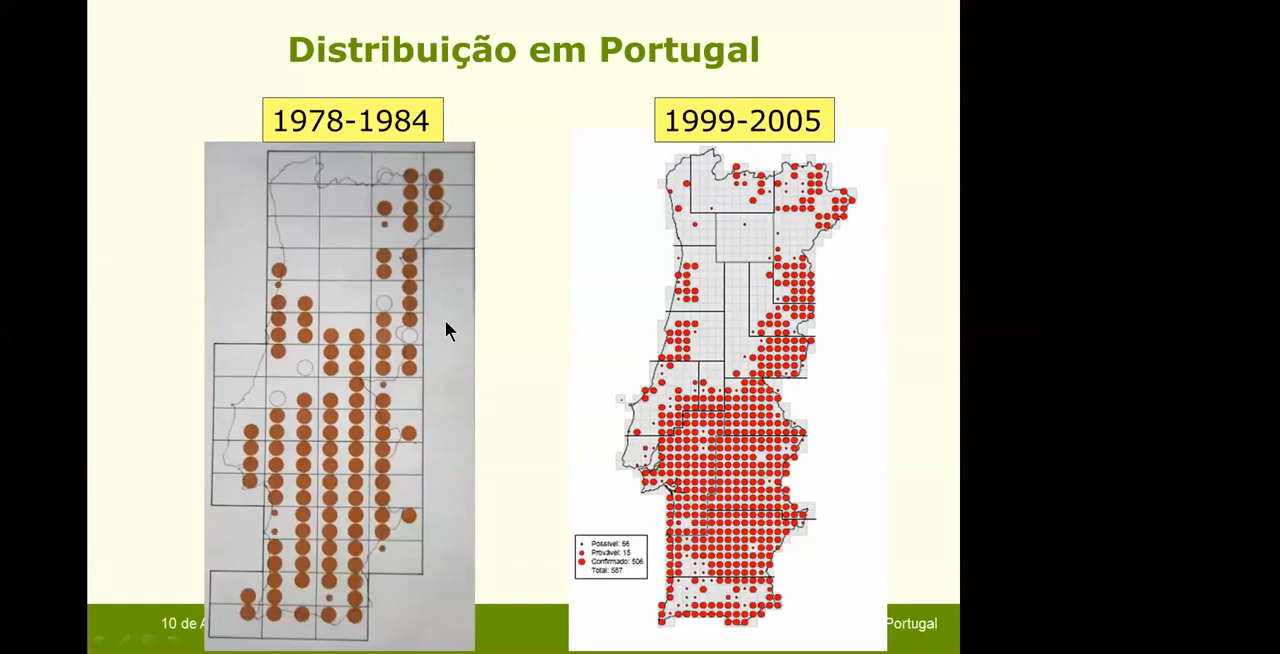 Distribuição em Portugal
1978-1984
1999-2005
Possível: 66
Provável: 15
Confirmado: 506
Total: 587
10 de A
Portugal